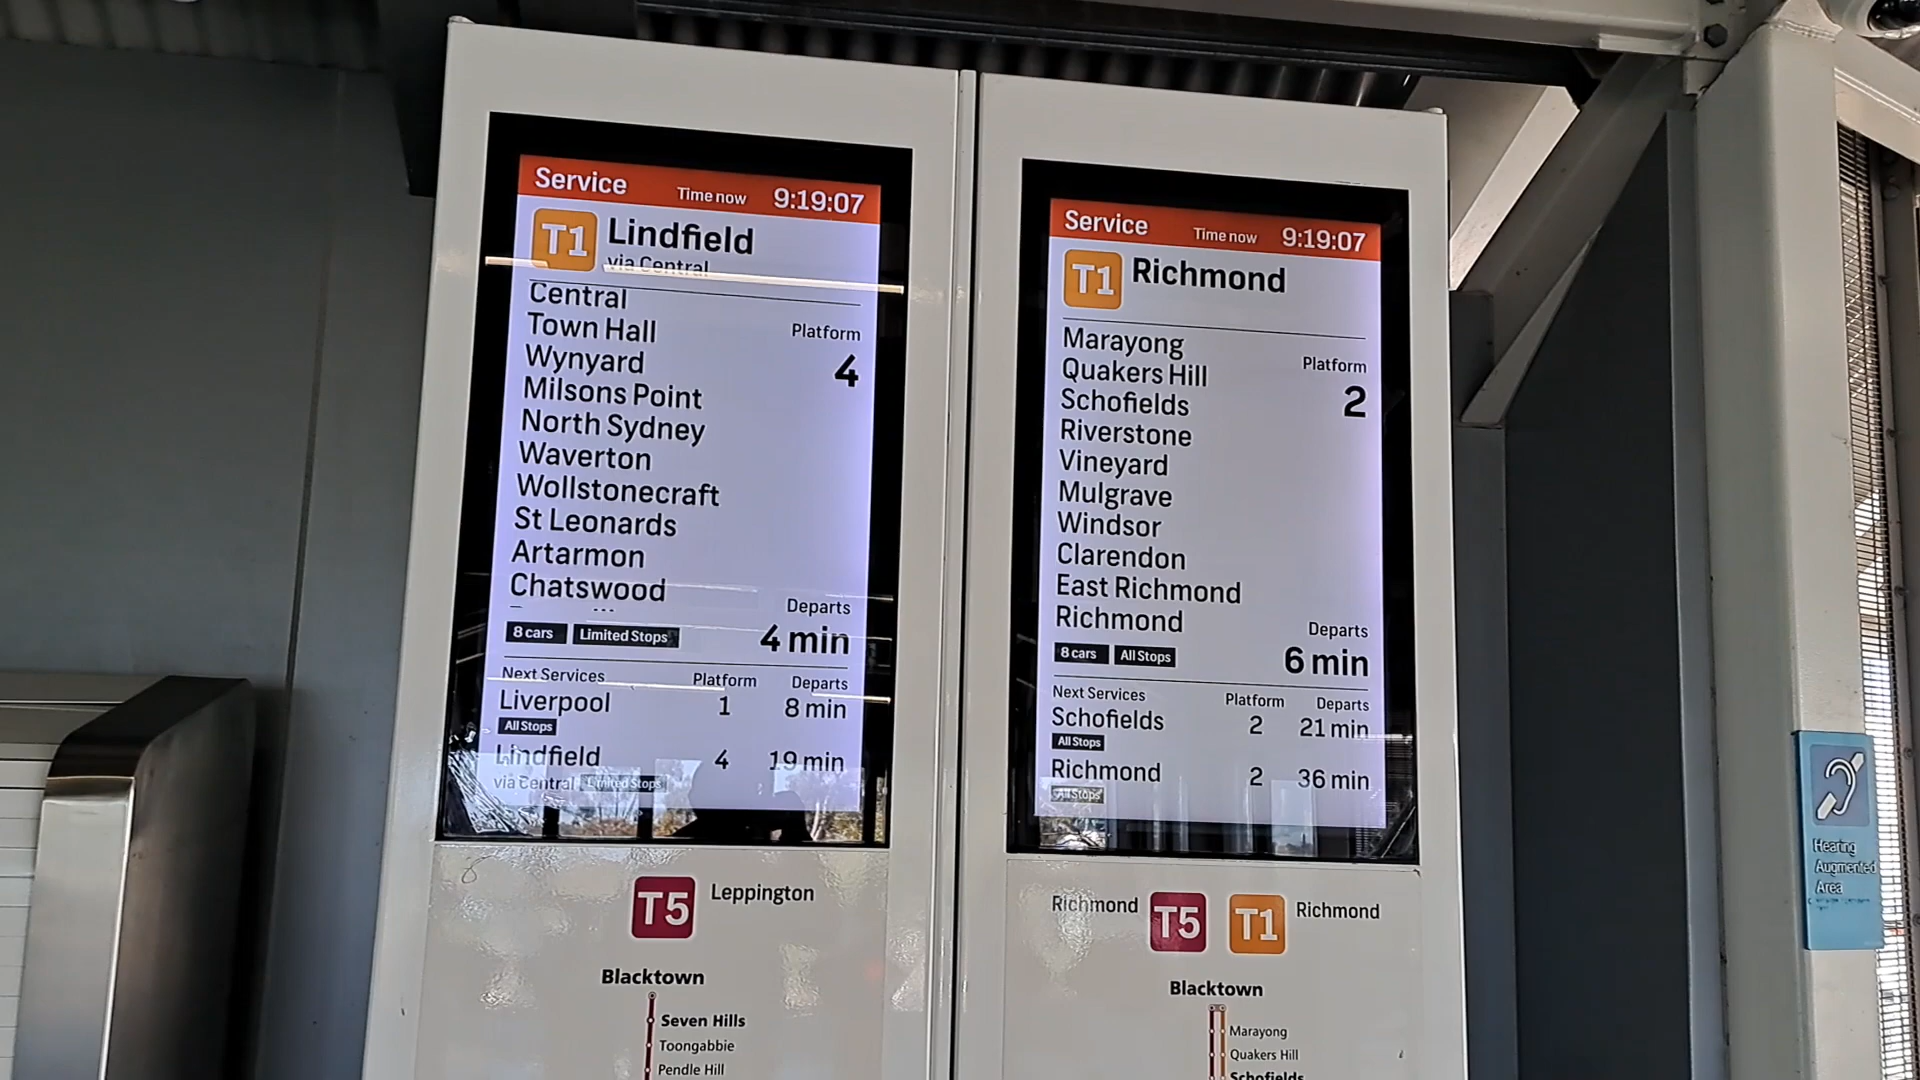 Service Time now 9:19:07
T1 Lindfield
via Central
Central
Town Hall Platform
Wynyard 4
Milsons Point
North Sydney
Waverton
Wollstonecraft
St Leonards
Artarmon
Chatswood
Departs
8 cars Limited Stops 4 min
Next Services Platform Departs
Liverpool 1 8 min
All Stops
Lindfield 4 19 min
via Central Limited Stops
T5 Leppington
Blacktown
Seven Hills
Toongabbie
Pendle Hill
Service Time now 9:19:07
T1 Richmond
Marayong Platform
Quakers Hill 2
Schofields
Riverstone
Vineyard
Mulgrave
Windsor
Clarendon
East Richmond
Richmond Departs
8 cars All Stops 6 min
Next Services Platform Departs
Schofields 2 21 min
All Stops
Richmond 2 36 min
All Stops
Richmond T5 T1 Richmond
Blacktown
Marayong
Quakers Hill
Schofields
Hearing
Augmented
Area